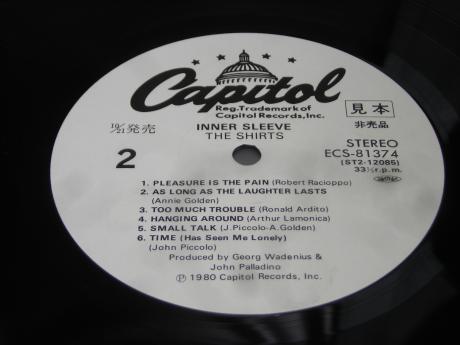 Capitol
Reg. Trademark of
Capitol Records, Inc.
10/21発売
見本
非売品
INNER SLEEVE
THE SHIRTS
2
STEREO
ECS-81374
(ST2-12085)
33⅓ r.p.m.
1. PLEASURE IS THE PAIN (Robert Racioppo)
2. AS LONG AS THE LAUGHTER LASTS
(Annie Golden)
3. TOO MUCH TROUBLE (Ronald Ardito)
4. HANGING AROUND (Arthur Lamonica)
5. SMALL TALK (J.Piccolo-A.Golden)
6. TIME (Has Seen Me Lonely)
(John Piccolo)
Produced by Georg Wadenius &
John Palladino
Ⓟ 1980 Capitol Records, Inc.